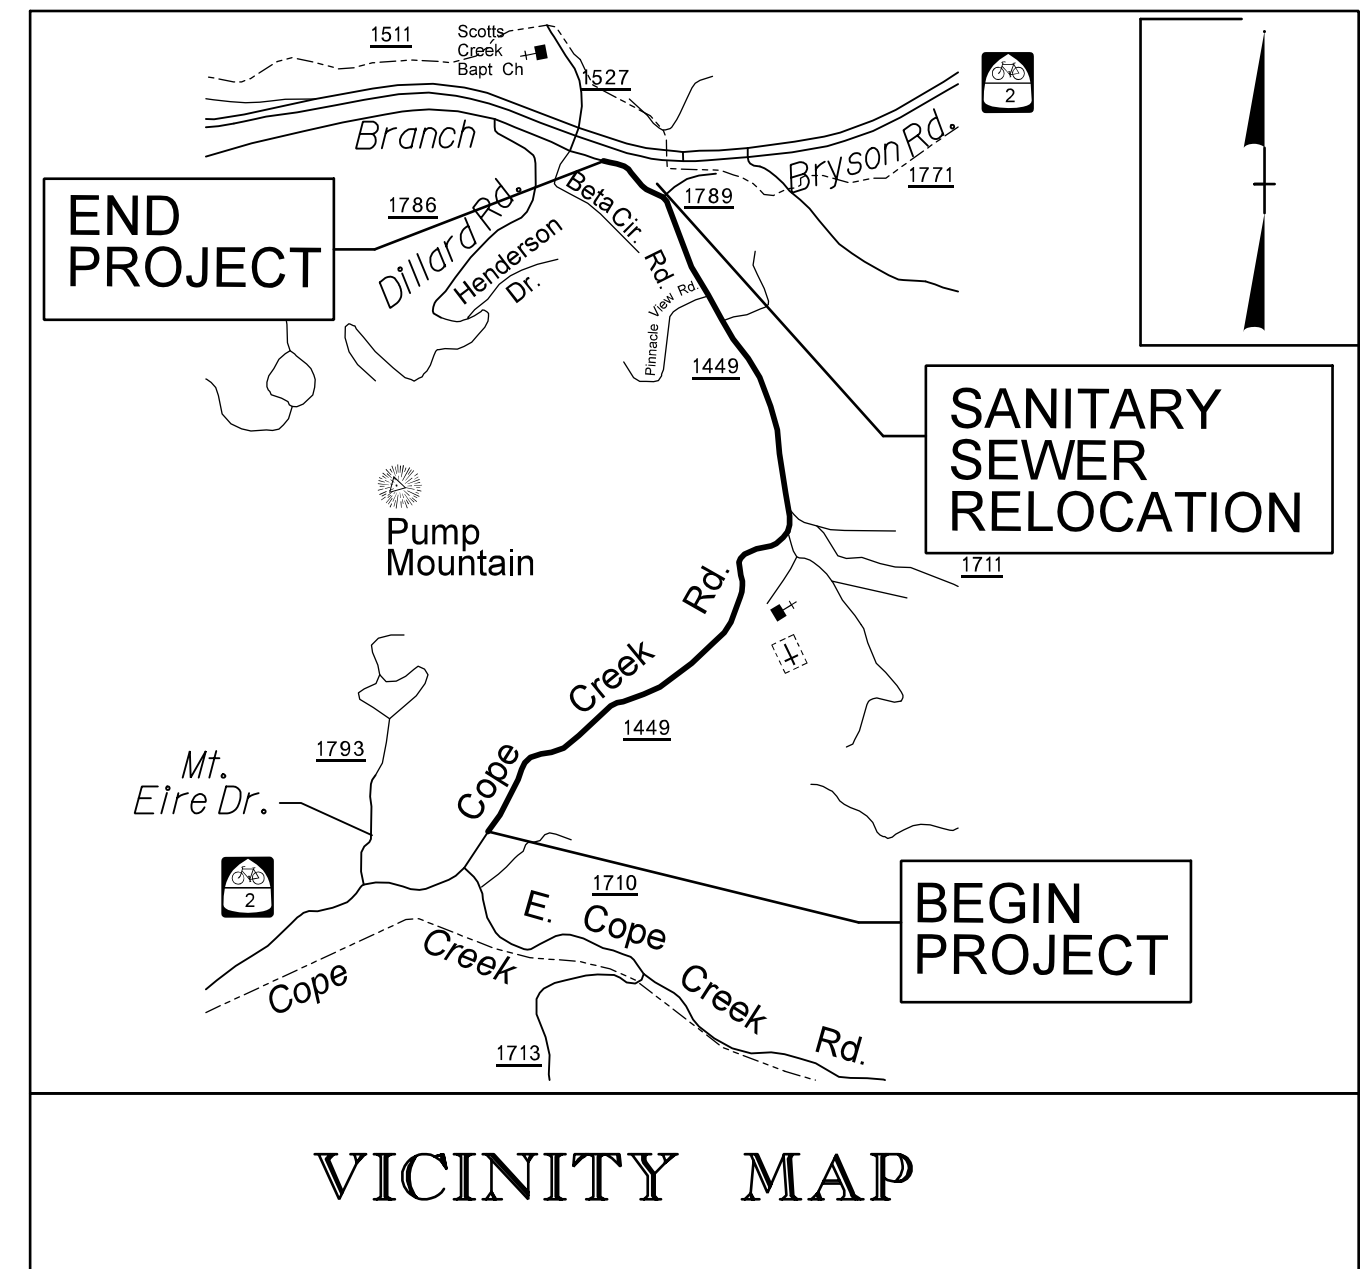 1511
Scotts
Creek
Bapt Ch
1527
2
Branch
Bryson Rd.
1771
END
PROJECT
1786
Dillard Rd.
Henderson
Dr.
Beta Cir. Rd.
1789
Pinnacle View Rd.
1449
SANITARY
SEWER
RELOCATION
Pump
Mountain
1711
Cope Creek Rd.
1449
1793
Mt.
Eire Dr.
2
1710
BEGIN
PROJECT
E. Cope Creek Rd.
Cope Creek
1713
VICINITY MAP